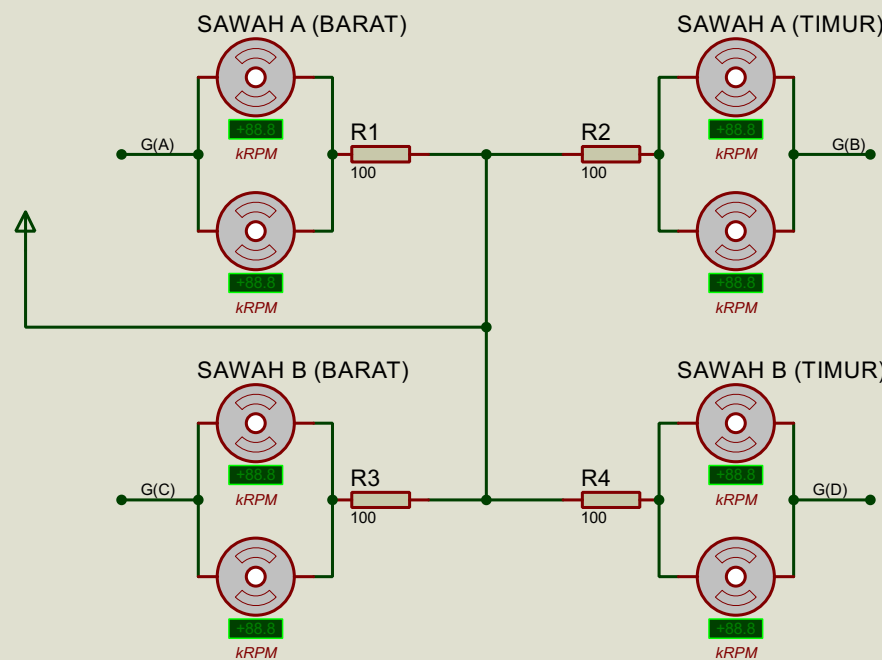 SAWAH A (BARAT)
SAWAH A (TIMUR)
+88.8
kRPM
+88.8
kRPM
G(A)
R1
100
R2
100
G(B)
+88.8
kRPM
+88.8
kRPM
SAWAH B (BARAT)
SAWAH B (TIMUR)
+88.8
kRPM
+88.8
kRPM
G(C)
R3
100
R4
100
G(D)
+88.8
kRPM
+88.8
kRPM